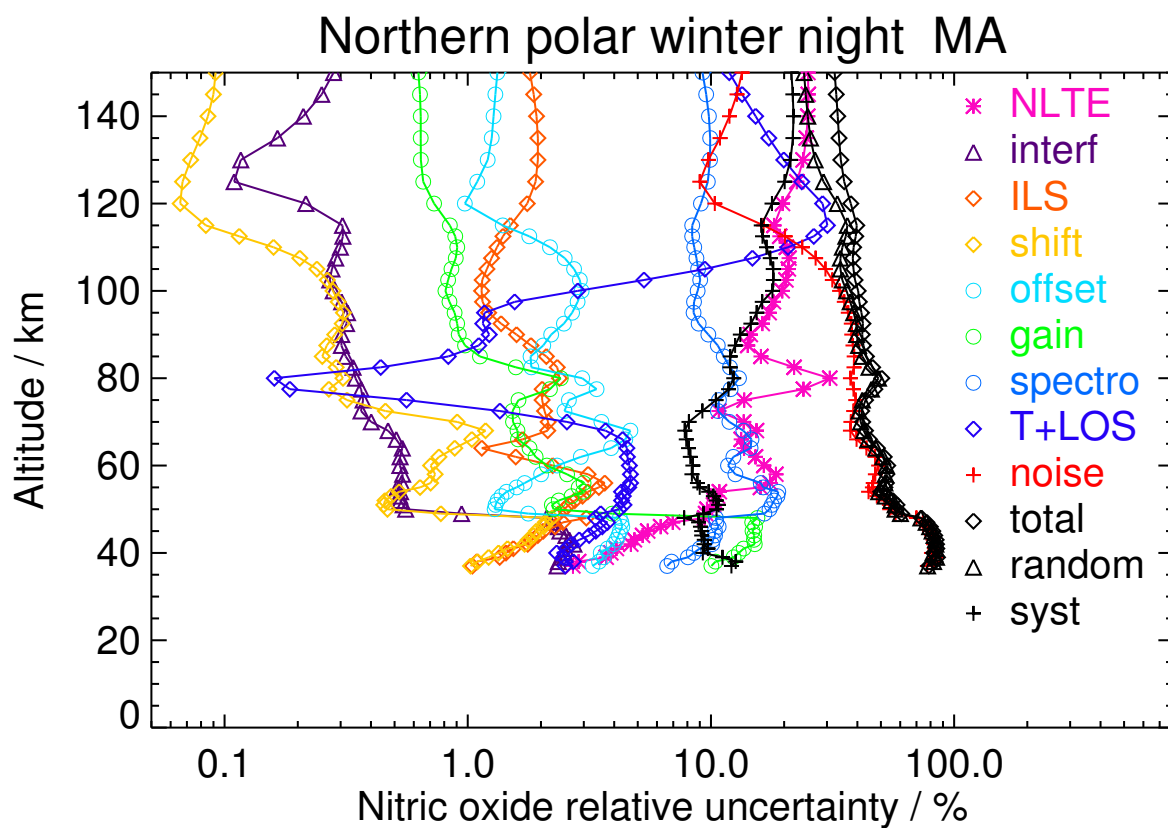 Northern polar winter night  MA
Altitude / km
140
120
100
80
60
40
20
0
NLTE
interf
ILS
shift
offset
gain
spectro
T+LOS
noise
total
random
syst
0.1
1.0
10.0
100.0
Nitric oxide relative uncertainty / %